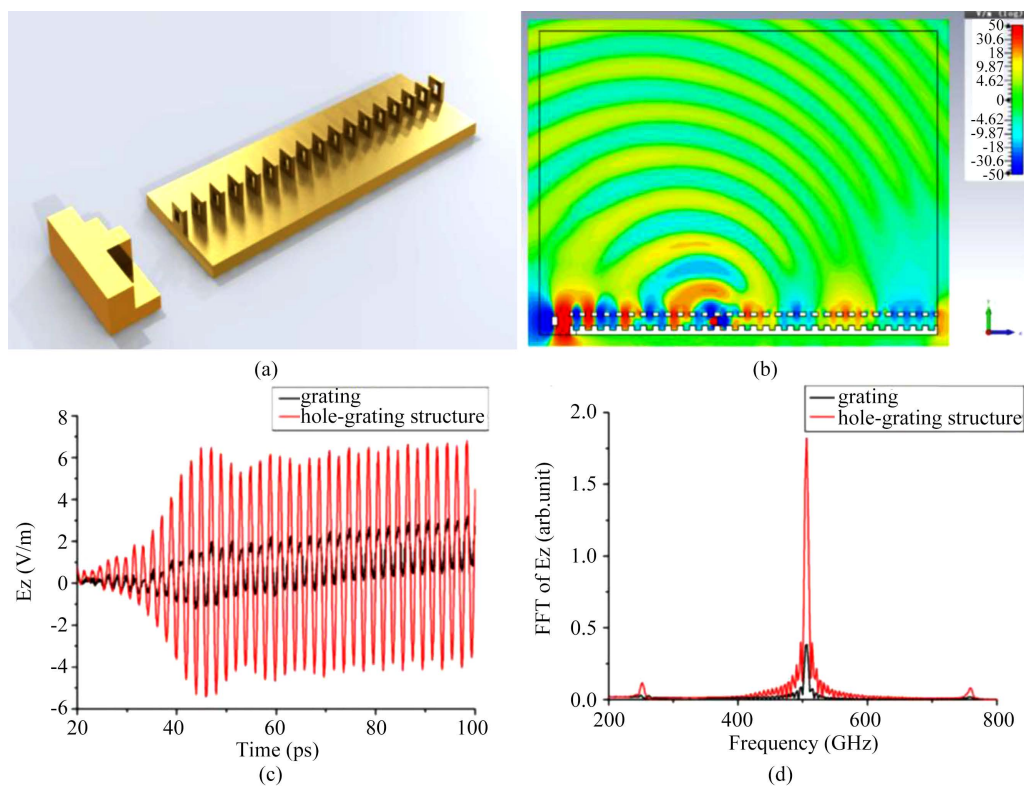 V/m (log)
50
30.6
18
9.87
4.62
0
-4.62
-9.87
-18
-30.6
-50
(a)
(b)
grating
hole-grating structure
8
6
4
2
0
-2
-4
-6
Ez (V/m)
20
40
60
80
100
Time (ps)
(c)
grating
hole-grating structure
2.0
1.5
1.0
0.5
0.0
FFT of Ez (arb.unit)
200
400
600
800
Frequency (GHz)
(d)